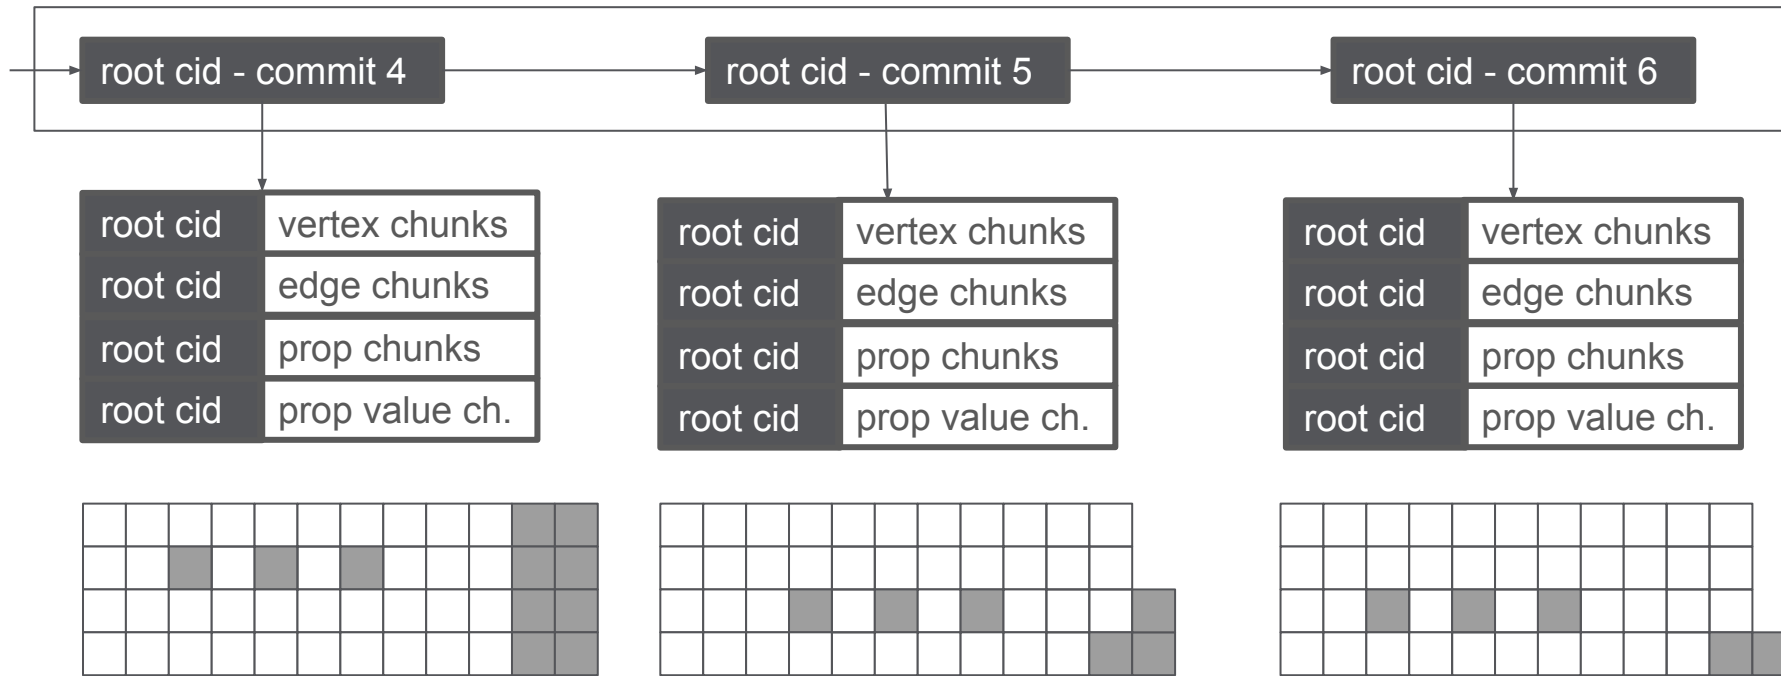 root cid - commit 4 root cid - commit 5 root cid - commit 6
root cid vertex chunks
root cid edge chunks
root cid prop chunks
root cid prop value ch.
root cid vertex chunks
root cid edge chunks
root cid prop chunks
root cid prop value ch.
root cid vertex chunks
root cid edge chunks
root cid prop chunks
root cid prop value ch.